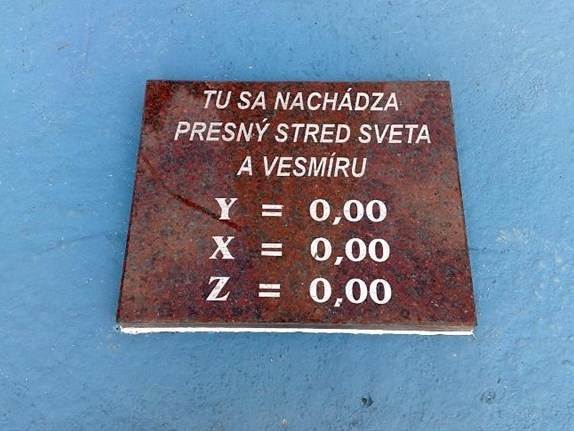 TU SA NACHÁDZA
PRESNÝ STRED SVETA
A VESMÍRU
Y = 0,00
X = 0,00
Z = 0,00